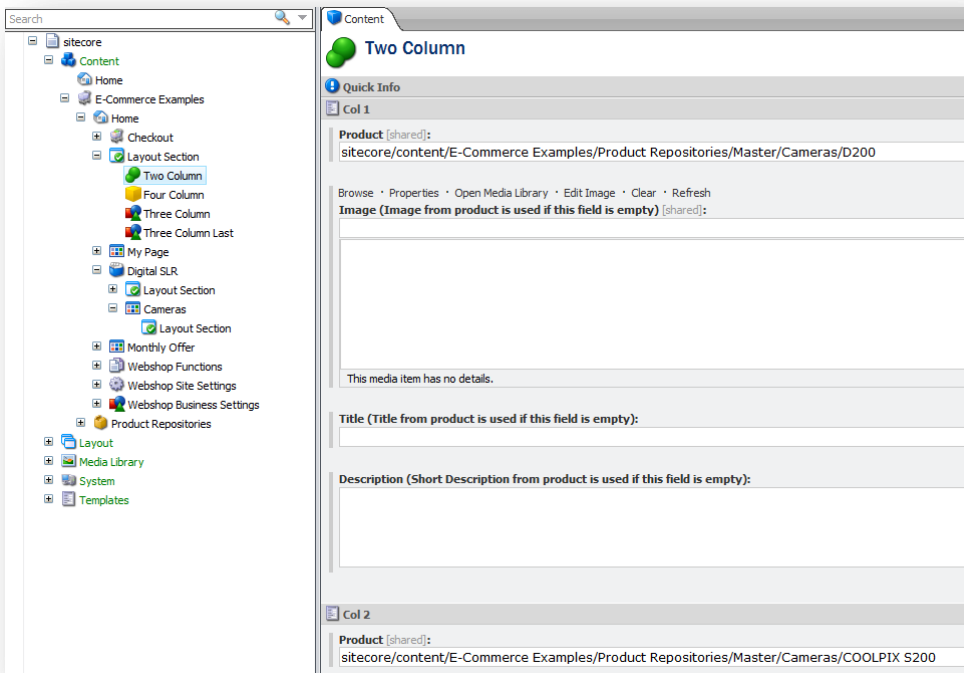 Search
sitecore
Content
Home
E-Commerce Examples
Home
Checkout
Layout Section
Two Column
Four Column
Three Column
Three Column Last
My Page
Digital SLR
Layout Section
Cameras
Layout Section
Monthly Offer
Webshop Functions
Webshop Site Settings
Webshop Business Settings
Product Repositories
Layout
Media Library
System
Templates
Content
Two Column
Quick Info
Col 1
Product [shared]:
sitecore/content/E-Commerce Examples/Product Repositories/Master/Cameras/D200
Browse · Properties · Open Media Library · Edit Image · Clear · Refresh
Image (Image from product is used if this field is empty) [shared]:
This media item has no details.
Title (Title from product is used if this field is empty):
Description (Short Description from product is used if this field is empty):
Col 2
Product [shared]:
sitecore/content/E-Commerce Examples/Product Repositories/Master/Cameras/COOLPIX S200